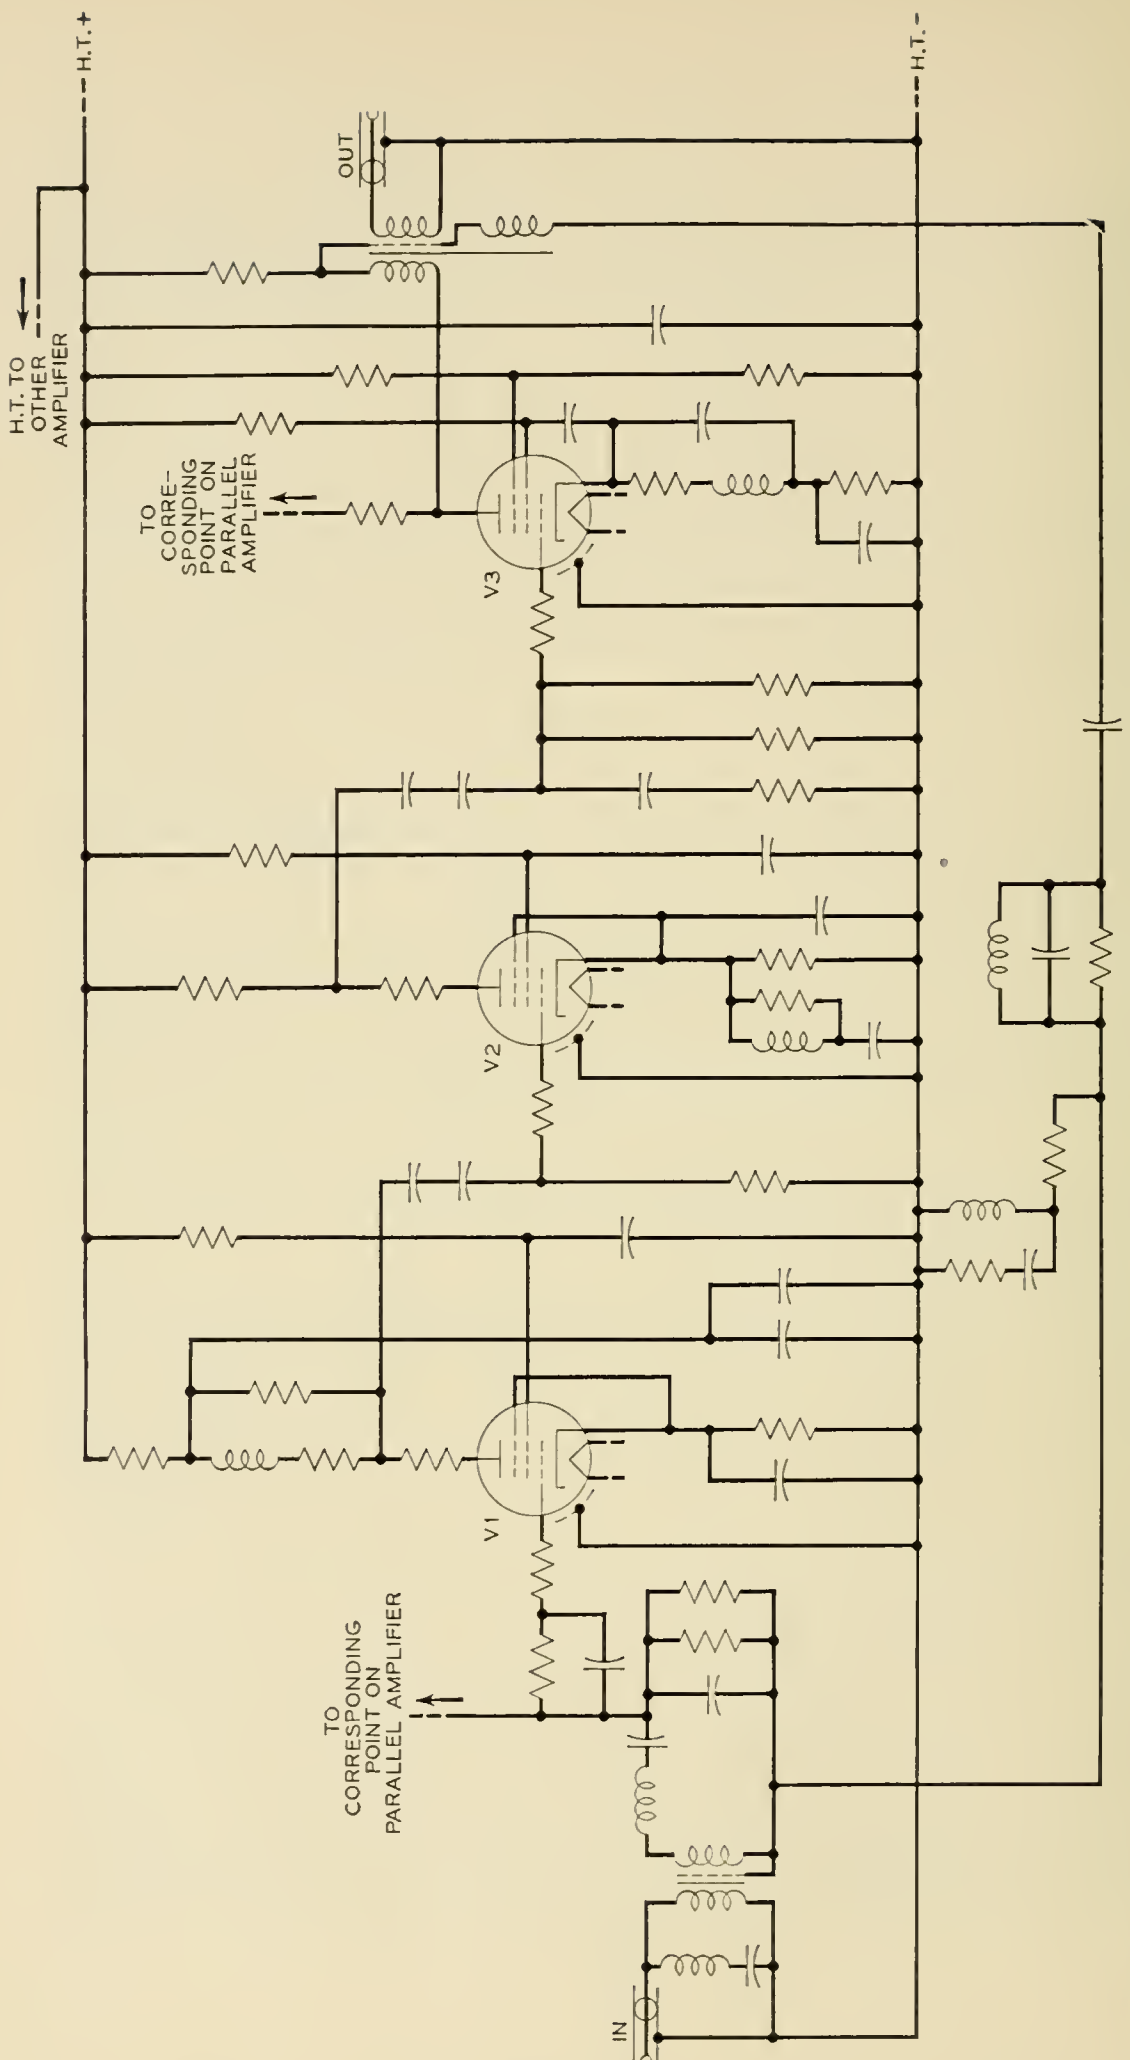 H.T. TO
OTHER
AMPLIFIER
H.T.+
OUT
H.T.-
TO
CORRE-
SPONDING
POINT ON
PARALLEL
AMPLIFIER
V3
V2
V1
TO
CORRESPONDING
POINT ON
PARALLEL AMPLIFIER
IN